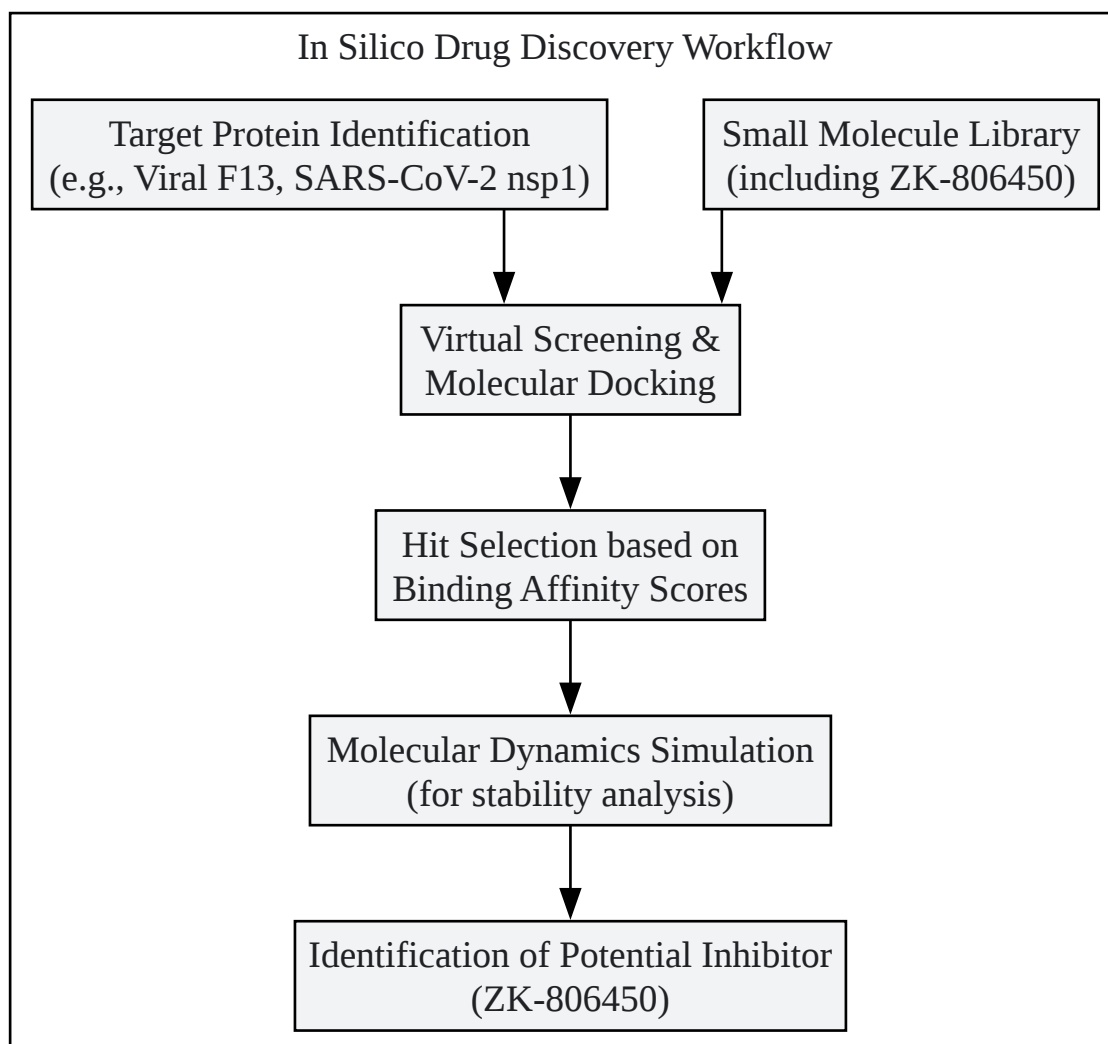 In Silico Drug Discovery Workflow
Target Protein Identification
(e.g., Viral F13, SARS-CoV-2 nsp1)
Small Molecule Library
(including ZK-806450)
Virtual Screening &
Molecular Docking
Hit Selection based on
Binding Affinity Scores
Molecular Dynamics Simulation
(for stability analysis)
Identification of Potential Inhibitor
(ZK-806450)